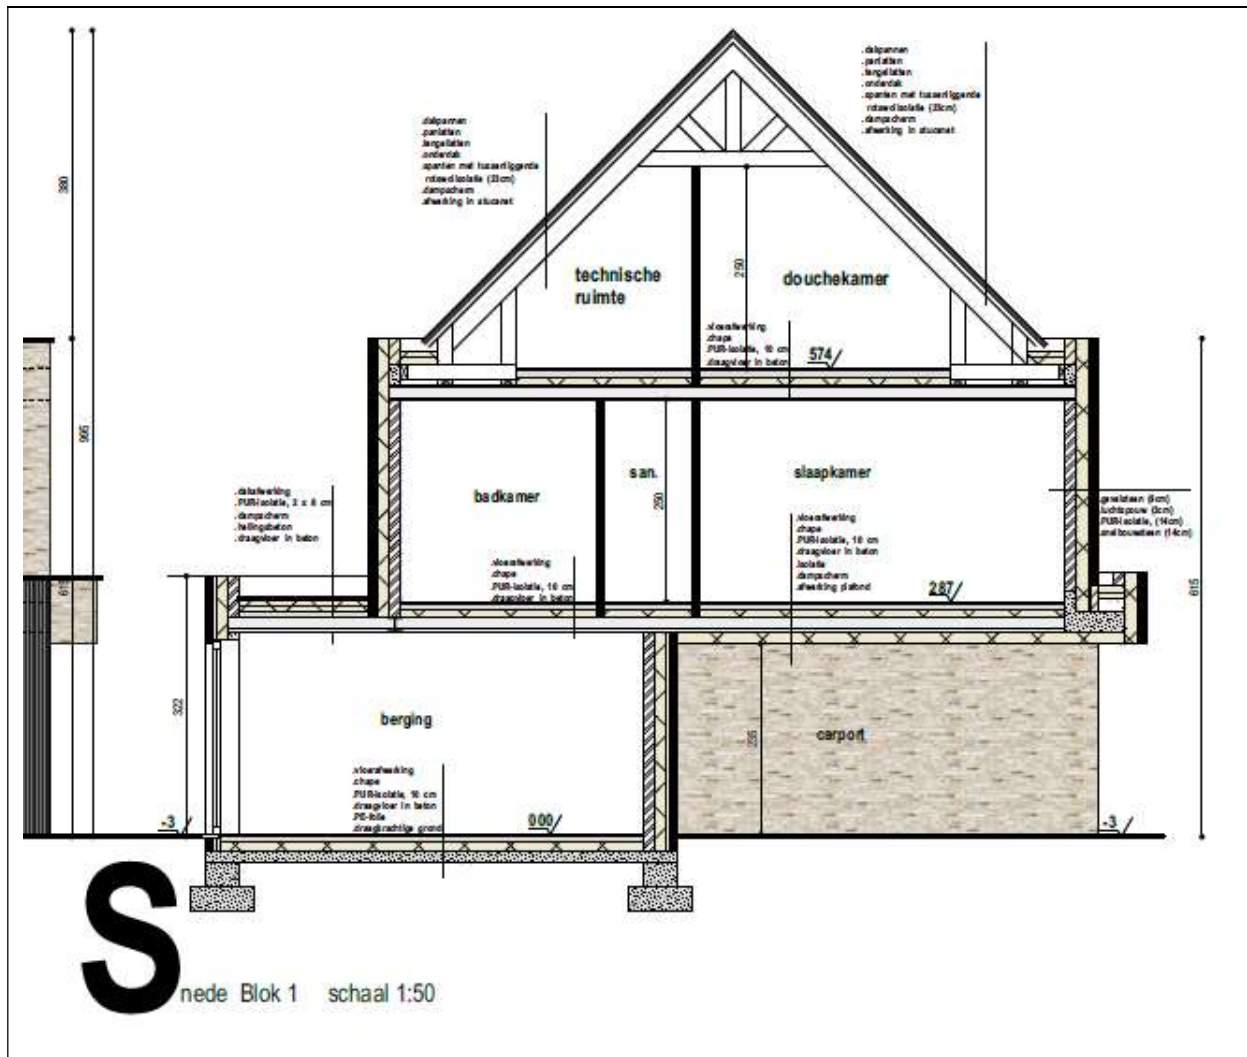 .dakpannen
.panlatten
.tengellatten
.onderdak
.spanten met tussenliggende
rotswolisolatie (23cm)
.dampscherm
.afwerking in stucanet
.dakpannen
.panlatten
.tengellatten
.onderdak
.spanten met tussenliggende
rotswolisolatie (23cm)
.dampscherm
.afwerking in stucanet
380
technische
ruimte
250
douchekamer
.vloerafwerking
.chape
.PUR-isolatie, 10 cm
.draagvloer in beton
574
995
badkamer
san.
250
slaapkamer
.dakafwerking
.PUR-isolatie, 2 x 8 cm
.dampscherm
.hellingsbeton
.draagvloer in beton
.gevelsteen (9cm)
.luchtspouw (3cm)
.PUR-isolatie, (14cm)
.snelbouwsteen (14cm)
.vloerafwerking
.chape
.PUR-isolatie, 10 cm
.draagvloer in beton
.isolatie
.dampscherm
.afwerking plafond
.vloerafwerking
.chape
.PUR-isolatie, 10 cm
.draagvloer in beton
287
615
615
322
berging
235
carport
.vloerafwerking
.chape
.PUR-isolatie, 10 cm
.draagvloer in beton
.PE-folie
.draagkrachtige grond
-3
000
-3
Snede Blok 1 schaal 1:50